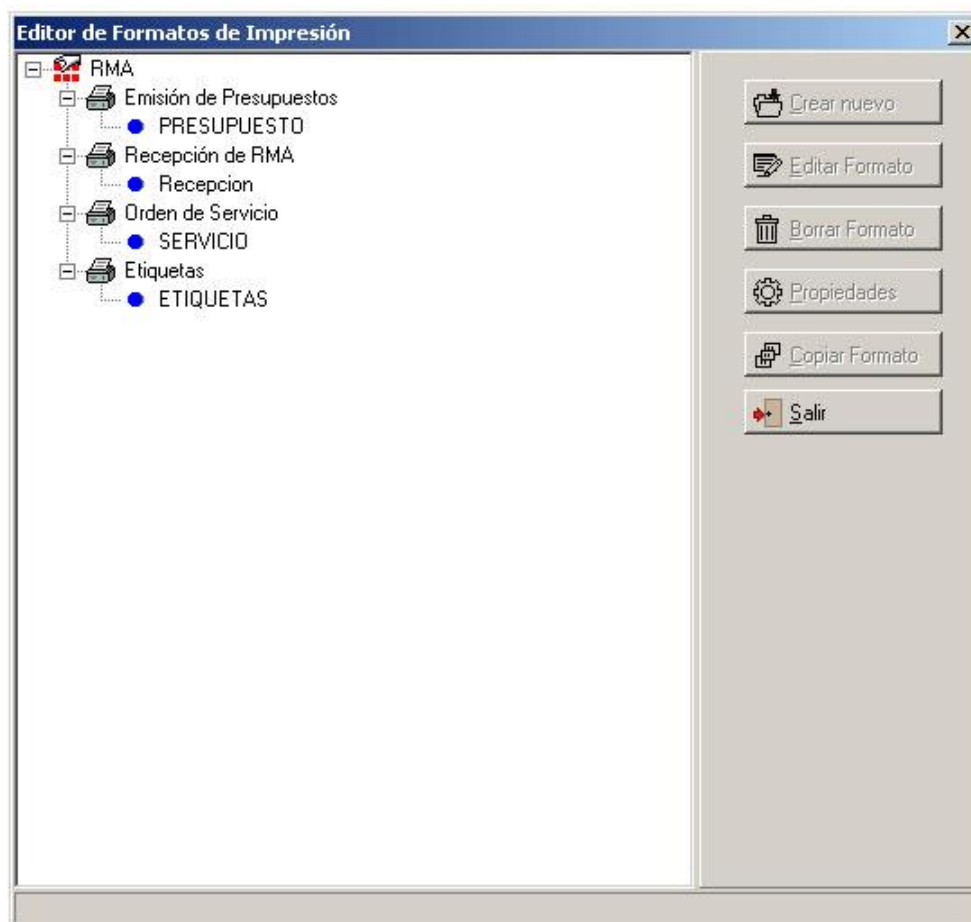 Editor de Formatos de Impresión
RMA
Emisión de Presupuestos
PRESUPUESTO
Recepción de RMA
Recepcion
Orden de Servicio
SERVICIO
Etiquetas
ETIQUETAS
Crear nuevo
Editar Formato
Borrar Formato
Propiedades
Copiar Formato
Salir